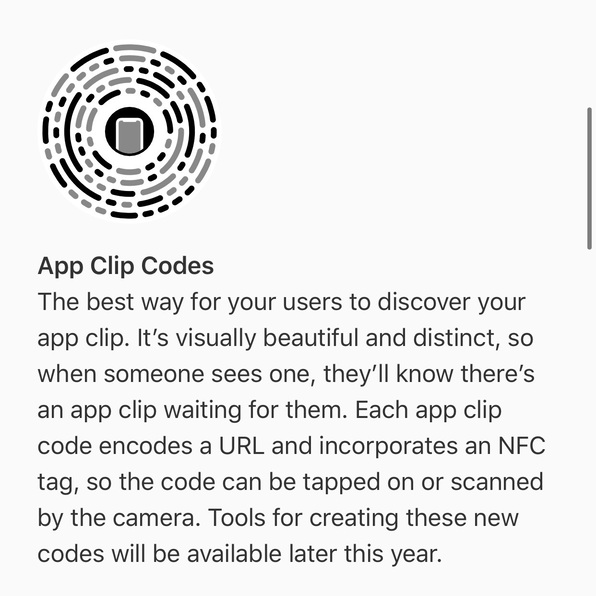 App Clip Codes
The best way for your users to discover your
app clip. It’s visually beautiful and distinct, so
when someone sees one, they’ll know there’s
an app clip waiting for them. Each app clip
code encodes a URL and incorporates an NFC
tag, so the code can be tapped on or scanned
by the camera. Tools for creating these new
codes will be available later this year.